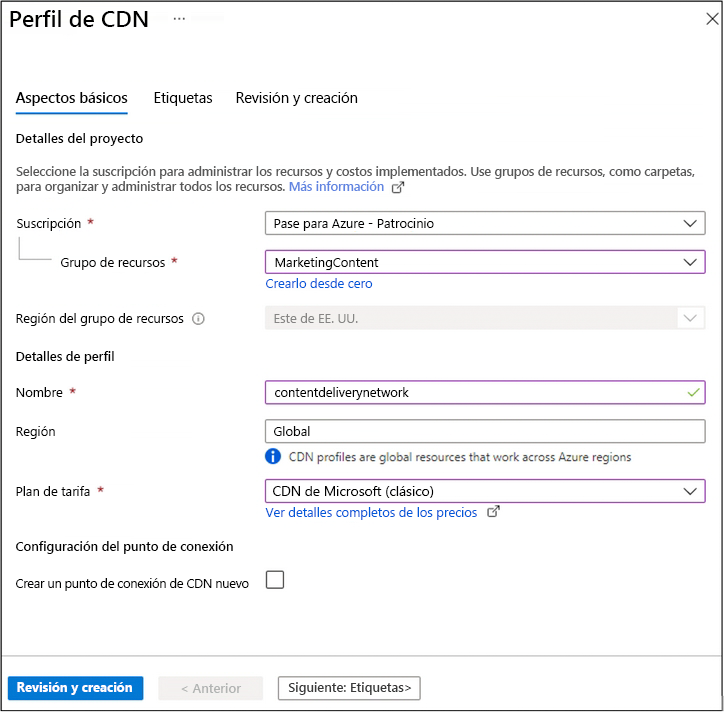 Perfil de CDN ...
Aspectos básicos Etiquetas Revisión y creación
Detalles del proyecto
Seleccione la suscripción para administrar los recursos y costos implementados. Use grupos de recursos, como carpetas,
para organizar y administrar todos los recursos. Más información
Suscripción * Pase para Azure - Patrocinio
Grupo de recursos * MarketingContent
Crearlo desde cero
Región del grupo de recursos Este de EE. UU.
Detalles de perfil
Nombre * contentdeliverynetwork
Región Global
CDN profiles are global resources that work across Azure regions
Plan de tarifa * CDN de Microsoft (clásico)
Ver detalles completos de los precios
Configuración del punto de conexión
Crear un punto de conexión de CDN nuevo
Revisión y creación < Anterior Siguiente: Etiquetas>